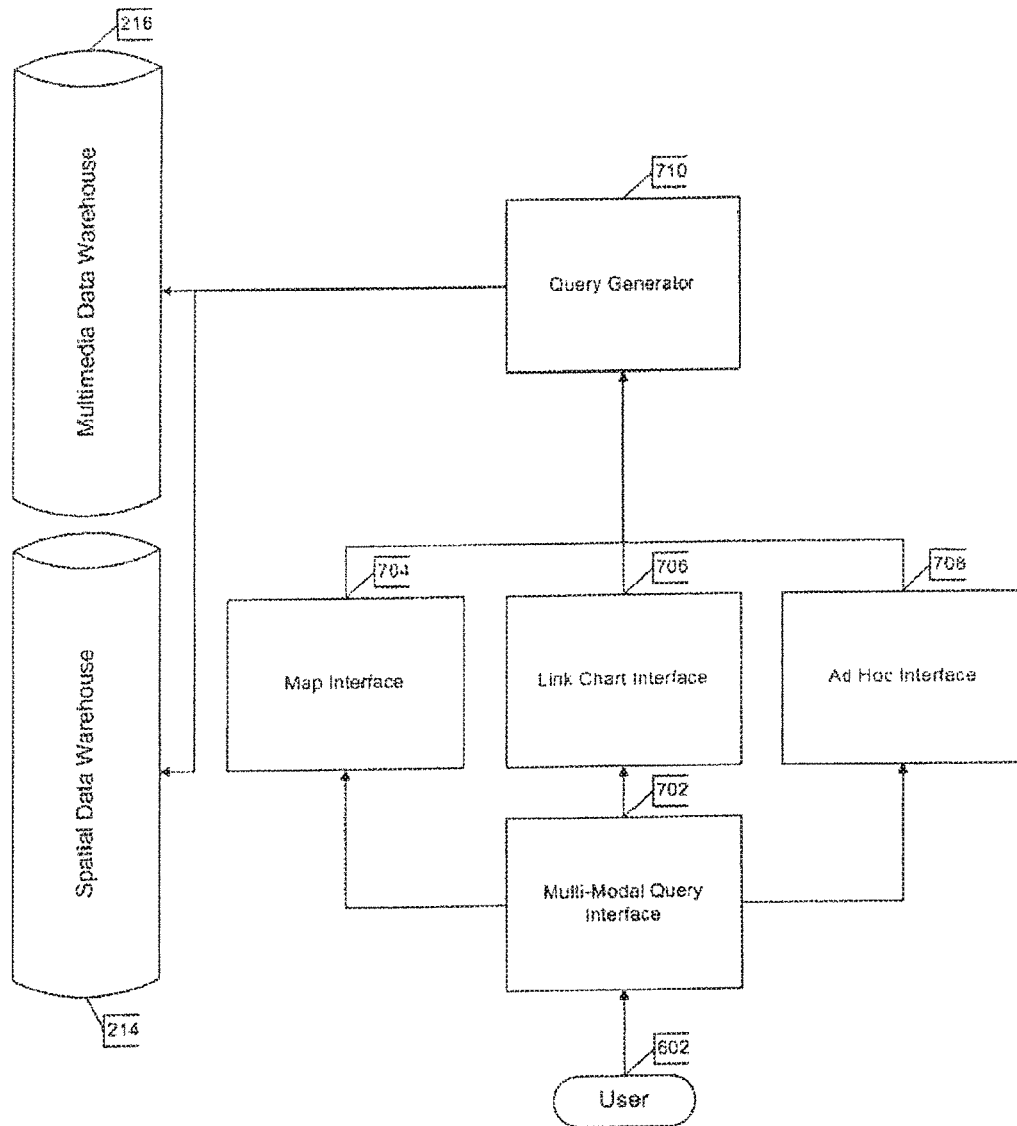 216
Multimedia Data Warehouse
710
Query Generator
704
706
708
Map Interface
Link Chart Interface
Ad Hoc Interface
Spatial Data Warehouse
702
Multi-Modal Query
Interface
214
602
User